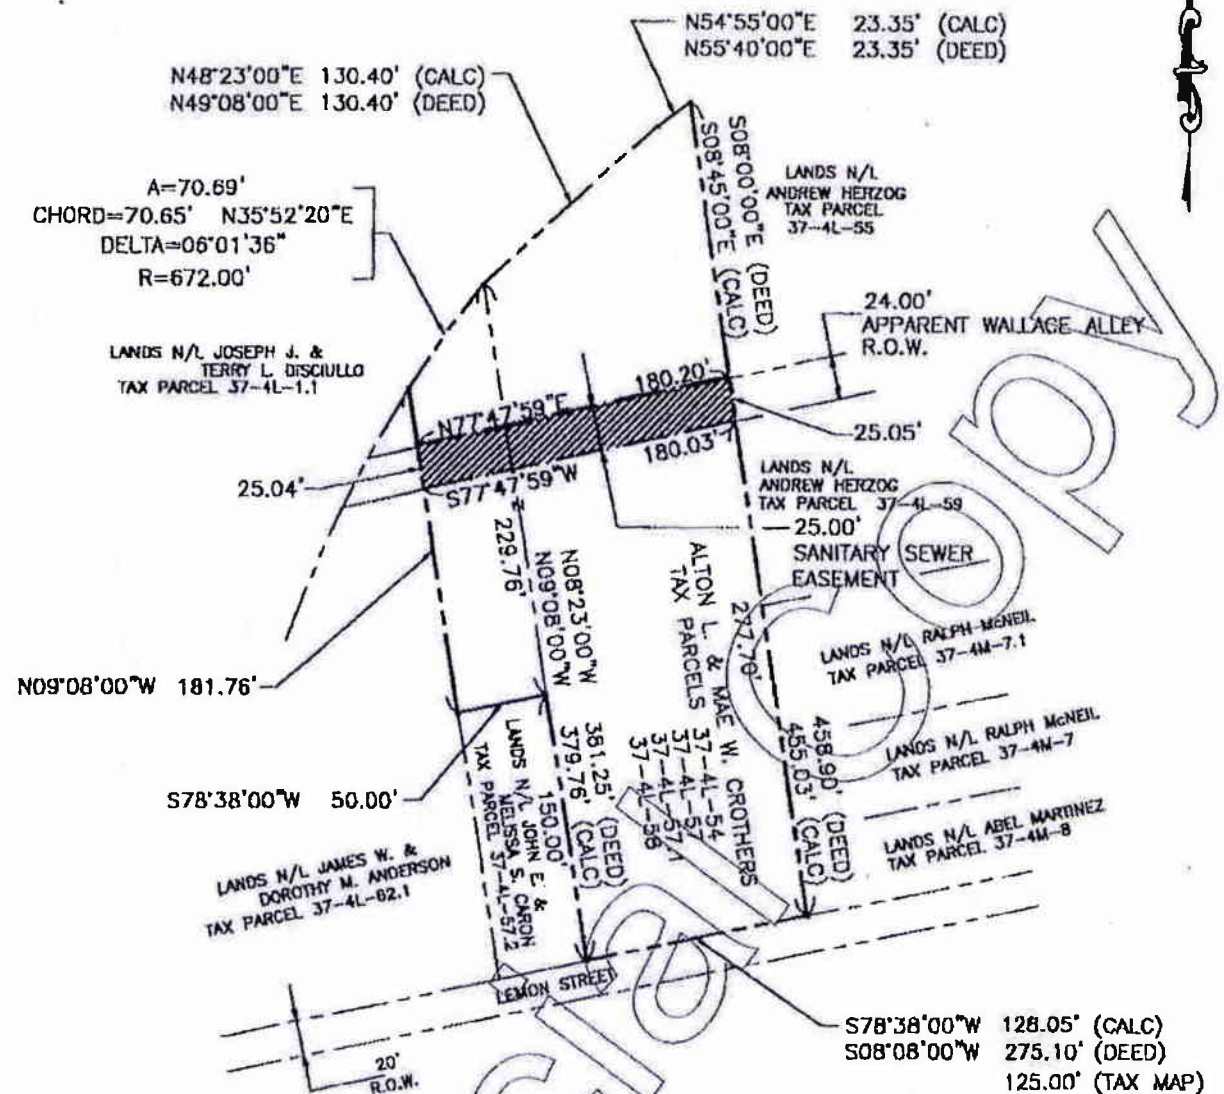 N54°55'00"E 23.35' (CALC)
N55°40'00"E 23.35' (DEED)
N48°23'00"E 130.40' (CALC)
N49°08'00"E 130.40' (DEED)
S08°00'00"E (DEED)
S08°45'00"E (CALC)
LANDS N/L
ANDREW HERZOG
TAX PARCEL
37-4L-55
A=70.69'
CHORD=70.65' N35°52'20"E
DELTA=06°01'36"
R=672.00'
24.00'
APPARENT WALLACE ALLEY
R.O.W.
LANDS N/L JOSEPH J. &
TERRY L. DISCIULLO
TAX PARCEL 37-4L-1.1
180.20'
N77°47'59"E
25.05'
180.03'
25.04'
S77°47'59"W
LANDS N/L
ANDREW HERZOG
TAX PARCEL 37-4L-59
25.00'
SANITARY SEWER
EASEMENT
229.76'
N08°23'00"W 381.25' (DEED)
N09°08'00"W 379.76' (CALC)
150.00'
ALTON L. & MAE W. CROTHERS
TAX PARCELS 37-4L-54
37-4L-57
37-4L-57.1
37-4L-58
277.76'
458.90' (DEED)
455.03' (CALC)
LANDS N/L RALPH McNEIL
TAX PARCEL 37-4M-7.1
LANDS N/L RALPH McNEIL
TAX PARCEL 37-4M-7
LANDS N/L ABEL MARTINEZ
TAX PARCEL 37-4M-8
N09°08'00"W 181.76'
S78°38'00"W 50.00'
LANDS N/L JOHN E. &
MELISSA S. CARON
TAX PARCEL 37-4L-57.2
LANDS N/L JAMES W. &
DOROTHY M. ANDERSON
TAX PARCEL 37-4L-62.1
LEMON STREET
20'
R.O.W.
S78°38'00"W 128.05' (CALC)
S08°08'00"W 275.10' (DEED)
125.00' (TAX MAP)
Copy